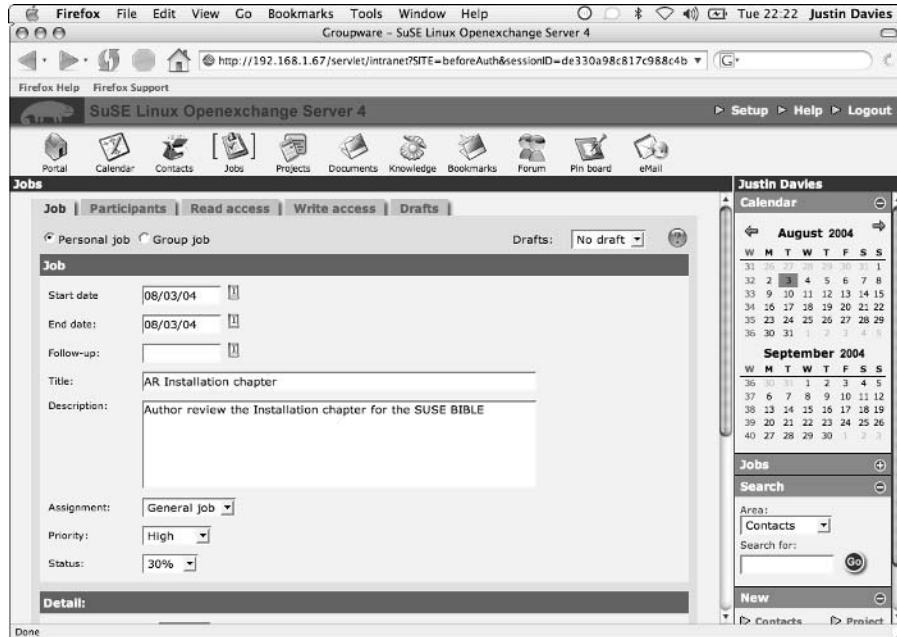 Firefox File Edit View Go Bookmarks Tools Window Help Tue 22:22 Justin Davies
Groupware – SuSE Linux Openexchange Server 4
http://192.168.1.67/servlet/intranet?SITE=beforeAuth&sessionID=de330a98c817c988c4b
G
Firefox Help Firefox Support
SuSE Linux Openexchange Server 4
Setup Help Logout
Portal Calendar Contacts Jobs Projects Documents Knowledge Bookmarks Forum Pin board eMail
Jobs
Justin Davies
Job | Participants | Read access | Write access | Drafts |
Personal job Group job Drafts: No draft ?
Job
Start date 08/03/04
End date: 08/03/04
Follow-up:
Title: AR Installation chapter
Description: Author review the Installation chapter for the SUSE BIBLE
Assignment: General job
Priority: High
Status: 30%
Detail:
Calendar
August 2004
W M T W T F S S
31 26 27 28 29 30 31 1
32 2 3 4 5 6 7 8
33 9 10 11 12 13 14 15
34 16 17 18 19 20 21 22
35 23 24 25 26 27 28 29
36 30 31 1 2 3 4 5
September 2004
W M T W T F S S
36 30 31 1 2 3 4 5
37 6 7 8 9 10 11 12
38 13 14 15 16 17 18 19
39 20 21 22 23 24 25 26
40 27 28 29 30 1 2 3
Jobs
Search
Area:
Contacts
Search for:
Go
New
Contacts Project
Done